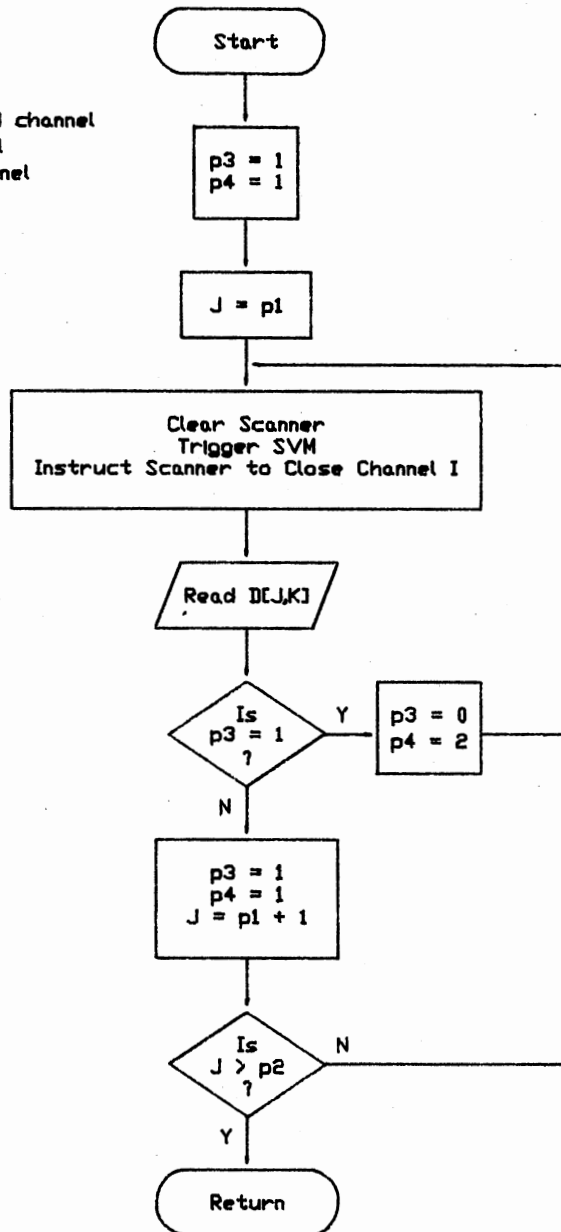 Start
channel
p3 = 1
p4 = 1
J = p1
Clear Scanner
Trigger SVM
Instruct Scanner to Close Channel I
Read D[J,K]
Is
p3 = 1
?
Y
p3 = 0
p4 = 2
N
p3 = 1
p4 = 1
J = p1 + 1
Is
J > p2
?
N
Y
Return